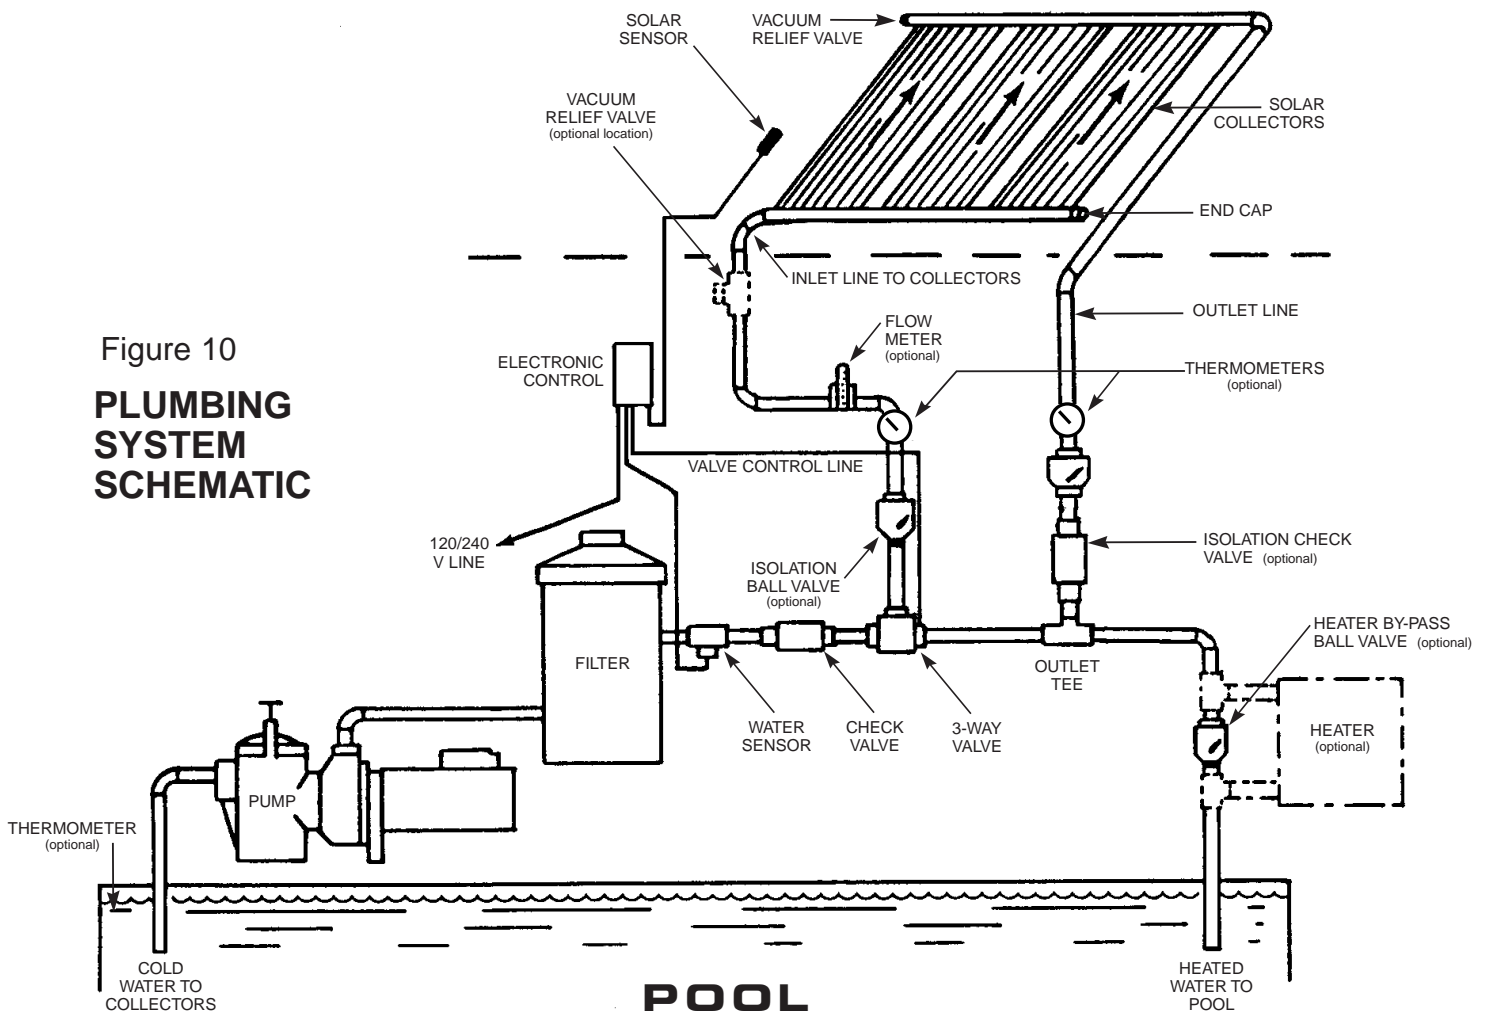 SOLAR
SENSOR
VACUUM
RELIEF VALVE
VACUUM
RELIEF VALVE
(optional location)
SOLAR
COLLECTORS
END CAP
INLET LINE TO COLLECTORS
OUTLET LINE
Figure 10
PLUMBING
SYSTEM
SCHEMATIC
ELECTRONIC
CONTROL
FLOW
METER
(optional)
THERMOMETERS
(optional)
VALVE CONTROL LINE
120/240
V LINE
ISOLATION
BALL VALVE
(optional)
ISOLATION CHECK
VALVE (optional)
FILTER
HEATER BY-PASS
BALL VALVE (optional)
OUTLET
TEE
WATER
SENSOR
CHECK
VALVE
3-WAY
VALVE
HEATER
(optional)
PUMP
THERMOMETER
(optional)
COLD
WATER TO
COLLECTORS
HEATED
WATER TO
POOL
POOL